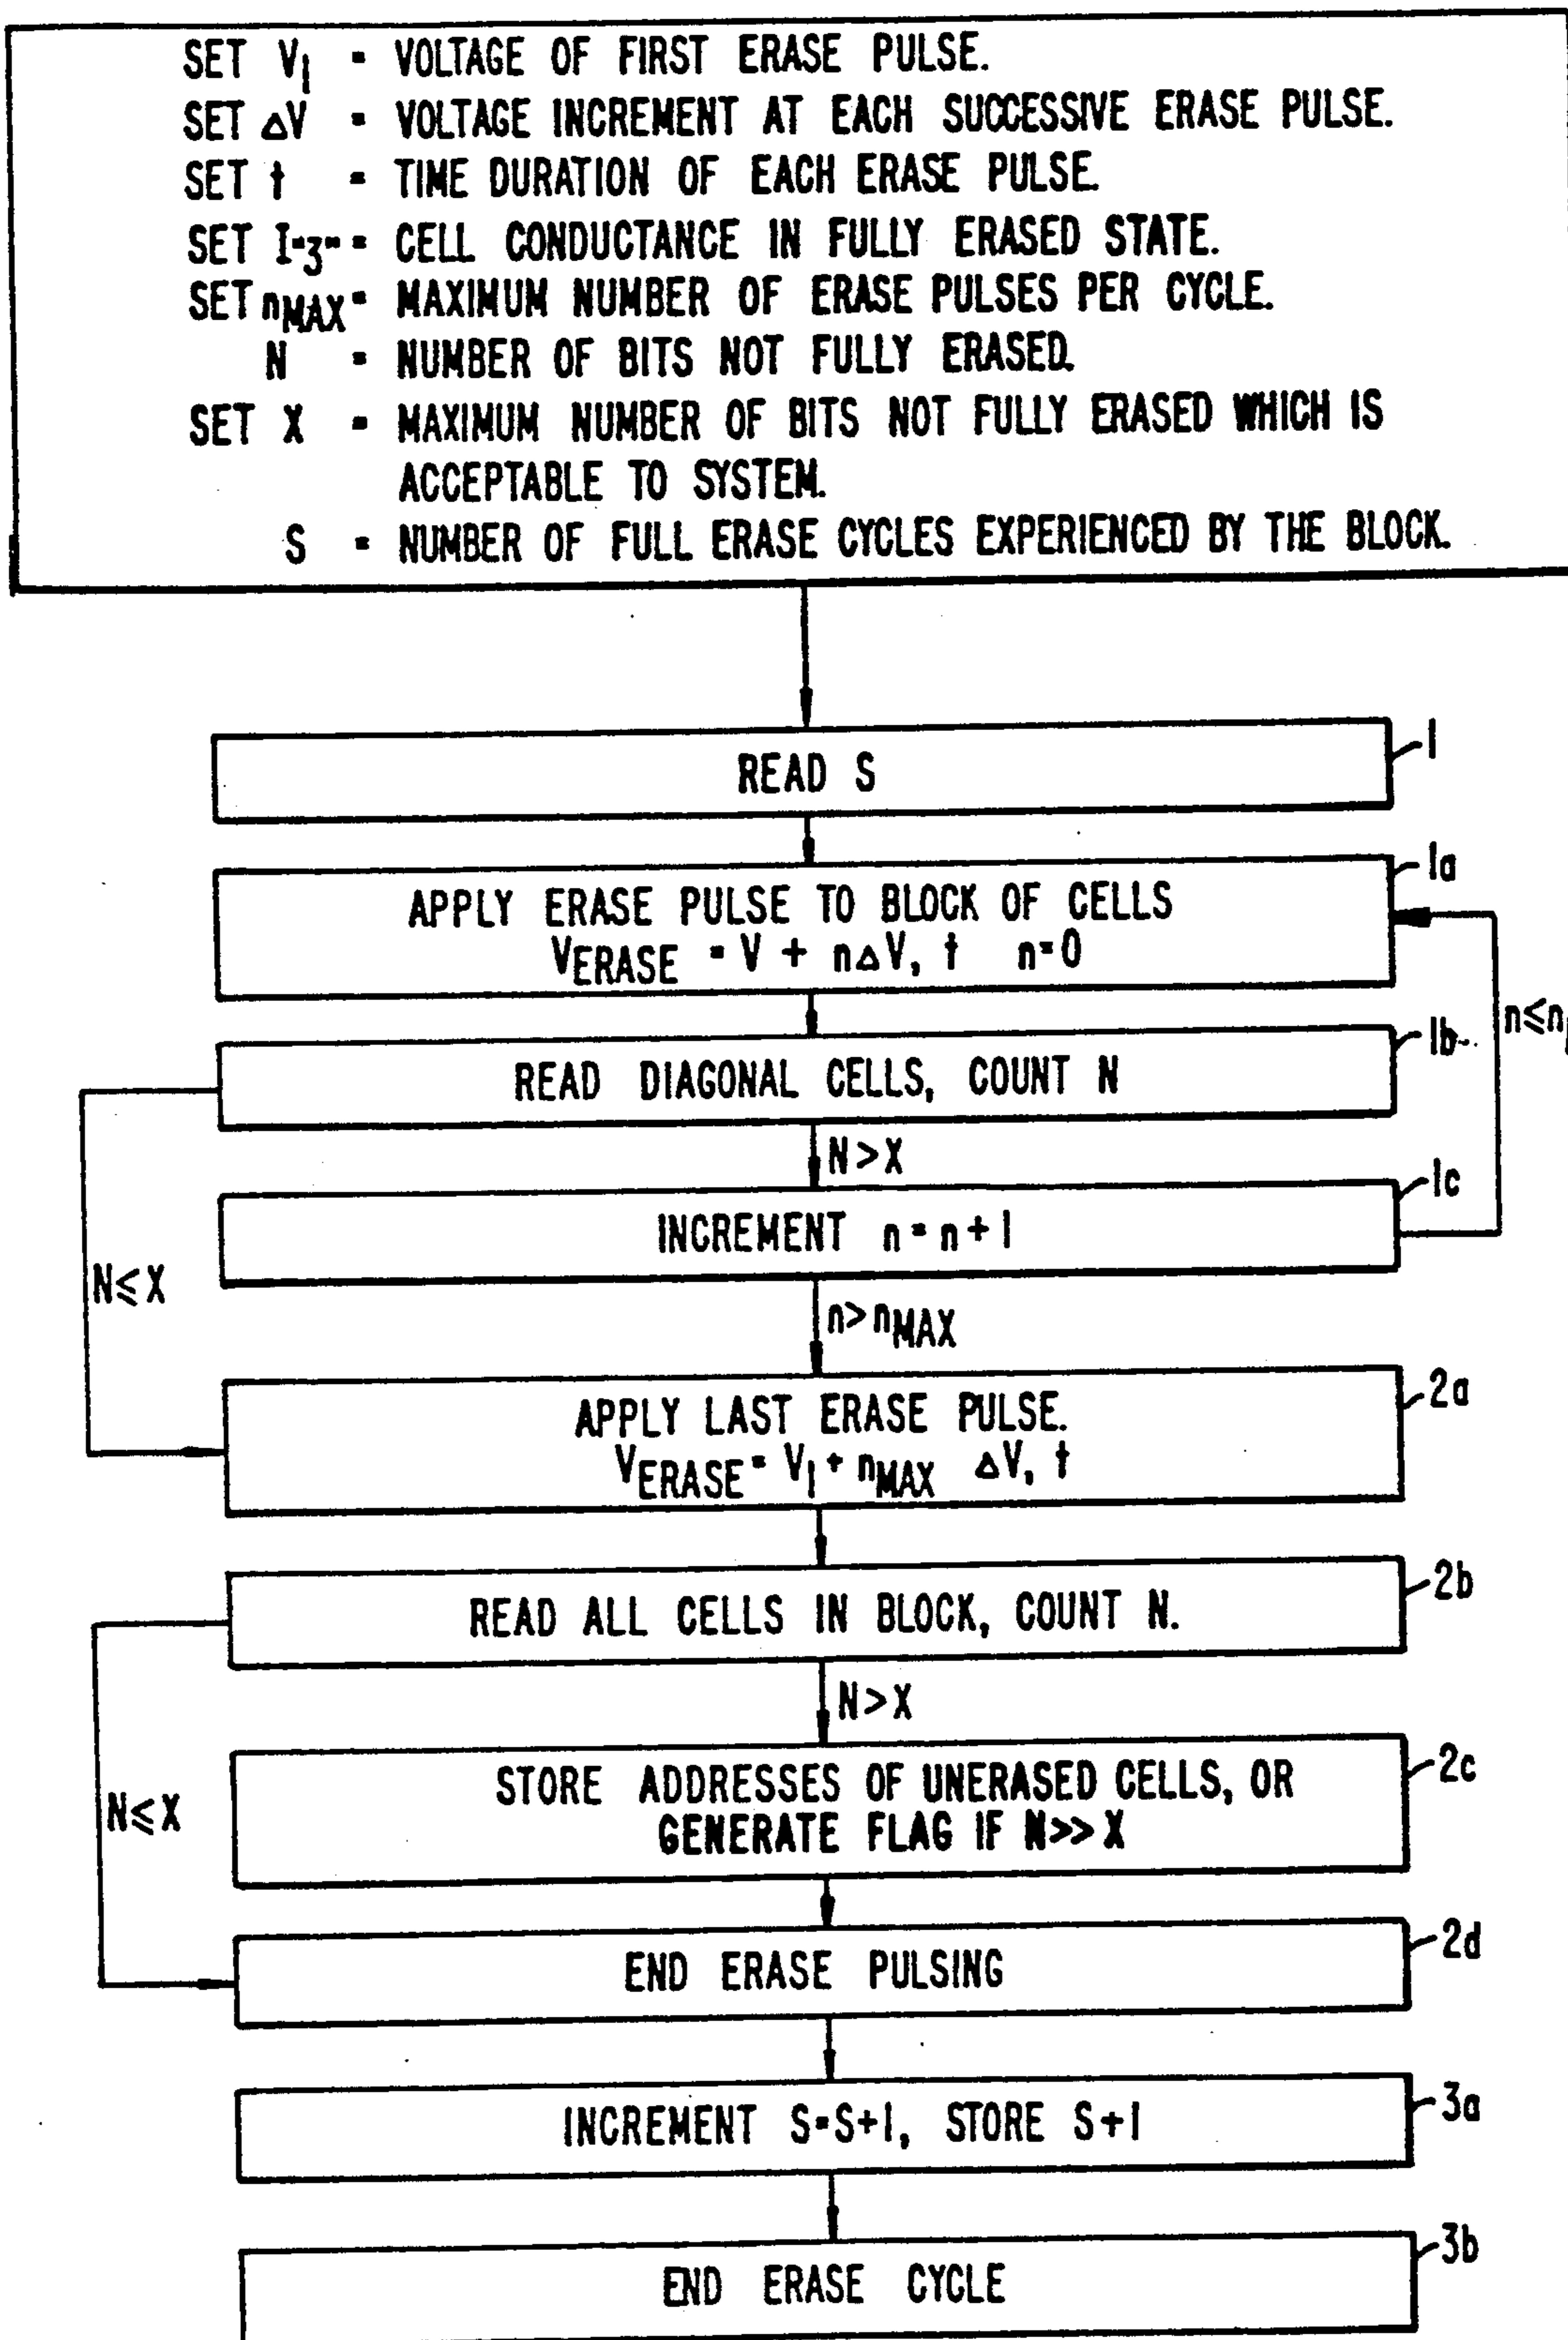 SET V1 = VOLTAGE OF FIRST ERASE PULSE.
SET ΔV = VOLTAGE INCREMENT AT EACH SUCCESSIVE ERASE PULSE.
SET t = TIME DURATION OF EACH ERASE PULSE.
SET I"3" = CELL CONDUCTANCE IN FULLY ERASED STATE.
SET nMAX = MAXIMUM NUMBER OF ERASE PULSES PER CYCLE.
N = NUMBER OF BITS NOT FULLY ERASED.
SET X = MAXIMUM NUMBER OF BITS NOT FULLY ERASED WHICH IS
ACCEPTABLE TO SYSTEM.
S = NUMBER OF FULL ERASE CYCLES EXPERIENCED BY THE BLOCK.
1
READ S
1a
APPLY ERASE PULSE TO BLOCK OF CELLS
VERASE = V + nΔV, t n=0
n≤n
1b
READ DIAGONAL CELLS, COUNT N
N>X
1c
INCREMENT n=n+1
N≤X
n>nMAX
2a
APPLY LAST ERASE PULSE.
VERASE= V1+nMAX ΔV, t
2b
READ ALL CELLS IN BLOCK, COUNT N.
N>X
2c
STORE ADDRESSES OF UNERASED CELLS, OR
GENERATE FLAG IF N>>X
N≤X
2d
END ERASE PULSING
3a
INCREMENT S=S+1, STORE S+1
3b
END ERASE CYCLE